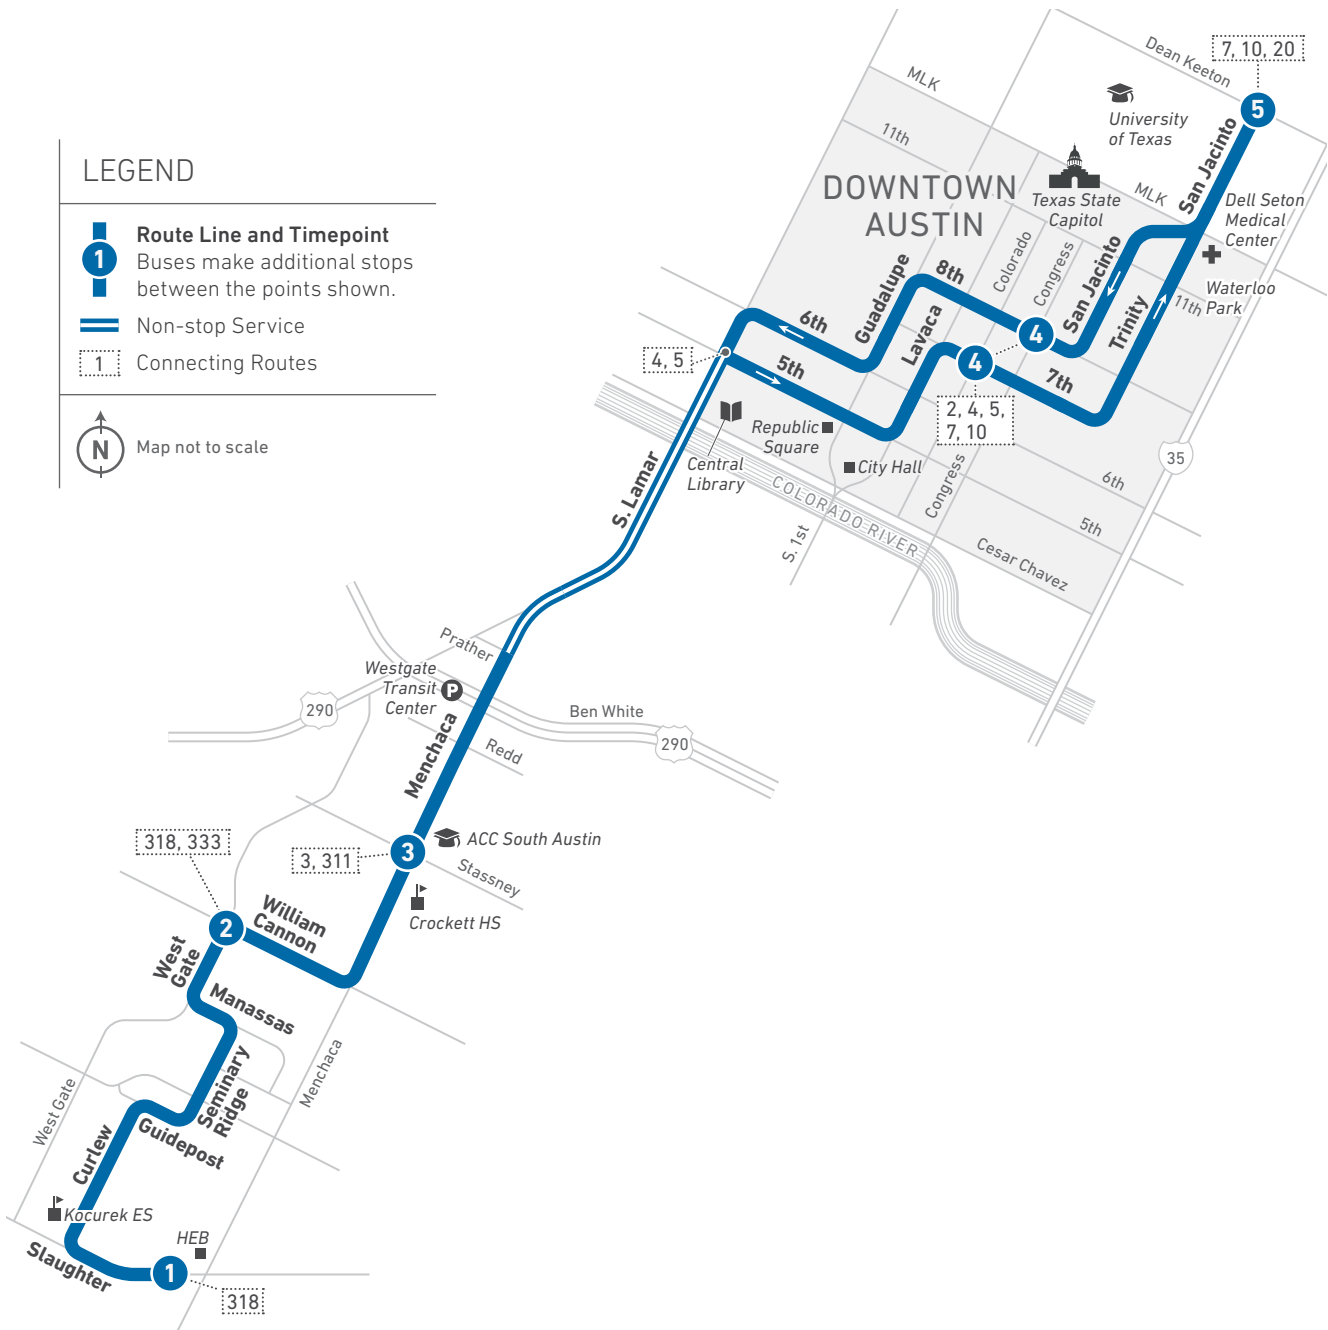 LEGEND
1
Route Line and Timepoint
Buses make additional stops
between the points shown.
Non-stop Service
1
Connecting Routes
N
Map not to scale
7, 10, 20
Dean Keeton
5
MLK
University
of Texas
11th
San Jacinto
DOWNTOWN
AUSTIN
Texas State
Capitol
MLK
Dell Seton
Medical
Center
Colorado
Congress
San Jacinto
Guadalupe
8th
Waterloo
Park
11th
Trinity
6th
Lavaca
4
4, 5
5th
4
7th
2, 4, 5,
7, 10
Republic
Square
Central
Library
City Hall
Congress
35
6th
5th
COLORADO RIVER
S. 1st
Cesar Chavez
S. Lamar
Prather
Westgate
Transit
Center
P
290
Ben White
290
Menchaca
Redd
318, 333
3, 311
3
ACC South Austin
Stassney
Crockett HS
2
William
Cannon
West
Gate
Manassas
Seminary
Ridge
Menchaca
West Gate
Guidepost
Curlew
Kocurek ES
HEB
Slaughter
1
318